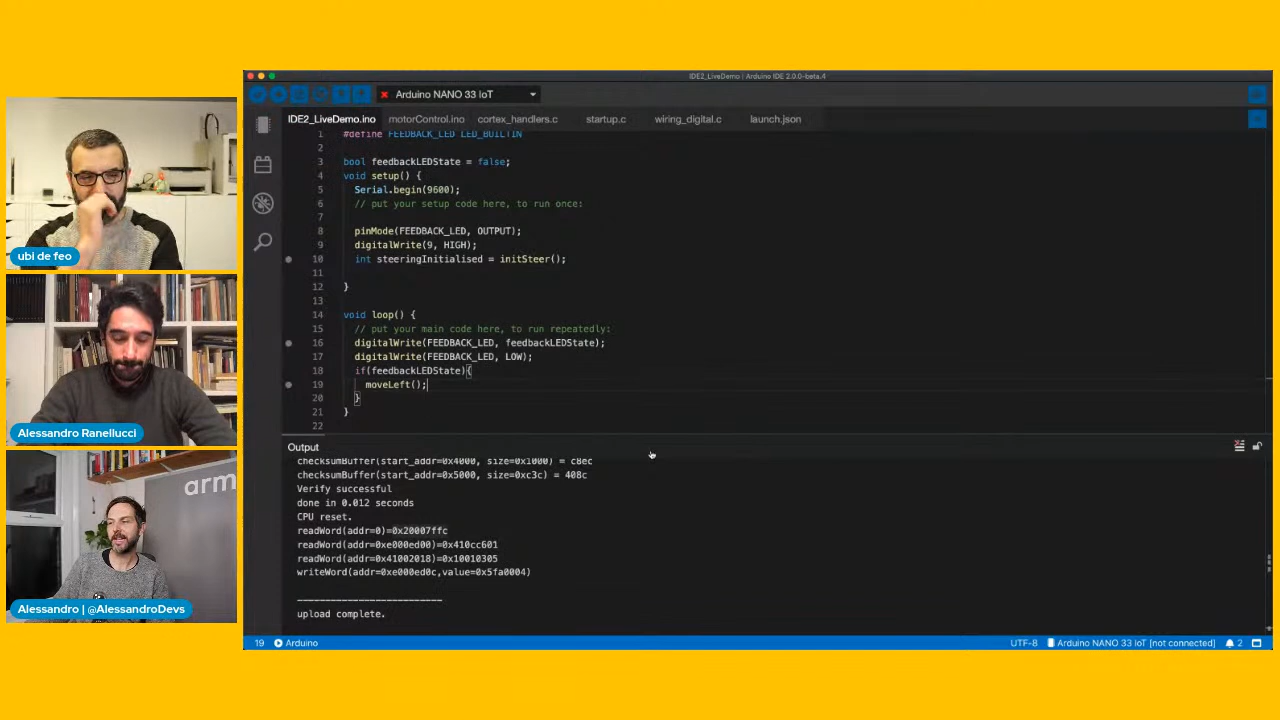 ubi de feo
Alessandro Ranellucci
arm
Alessandro | @AlessandroDevs
IDE2_LiveDemo | Arduino IDE 2.0.0-beta.4
Arduino NANO 33 IoT
IDE2_LiveDemo.ino motorControl.ino cortex_handlers.c startup.c wiring_digital.c launch.json
1 #define FEEDBACK_LED LED_BUILTIN
2
3 bool feedbackLEDState = false;
4 void setup() {
5 Serial.begin(9600);
6 // put your setup code here, to run once:
7
8 pinMode(FEEDBACK_LED, OUTPUT);
9 digitalWrite(9, HIGH);
10 int steeringInitialised = initSteer();
11
12 }
13
14 void loop() {
15 // put your main code here, to run repeatedly:
16 digitalWrite(FEEDBACK_LED, feedbackLEDState);
17 digitalWrite(FEEDBACK_LED, LOW);
18 if(feedbackLEDState){
19 moveLeft();
20 }
21 }
22
Output
checksumBuffer(start_addr=0x4000, size=0x1000) = c8ec
checksumBuffer(start_addr=0x5000, size=0xc3c) = 408c
Verify successful
done in 0.012 seconds
CPU reset.
readWord(addr=0)=0x20007ffc
readWord(addr=0xe000ed00)=0x410cc601
readWord(addr=0x41002018)=0x10010305
writeWord(addr=0xe000ed0c,value=0x5fa0004)
--------------------------
upload complete.
19 Arduino UTF-8 Arduino NANO 33 IoT [not connected] 2